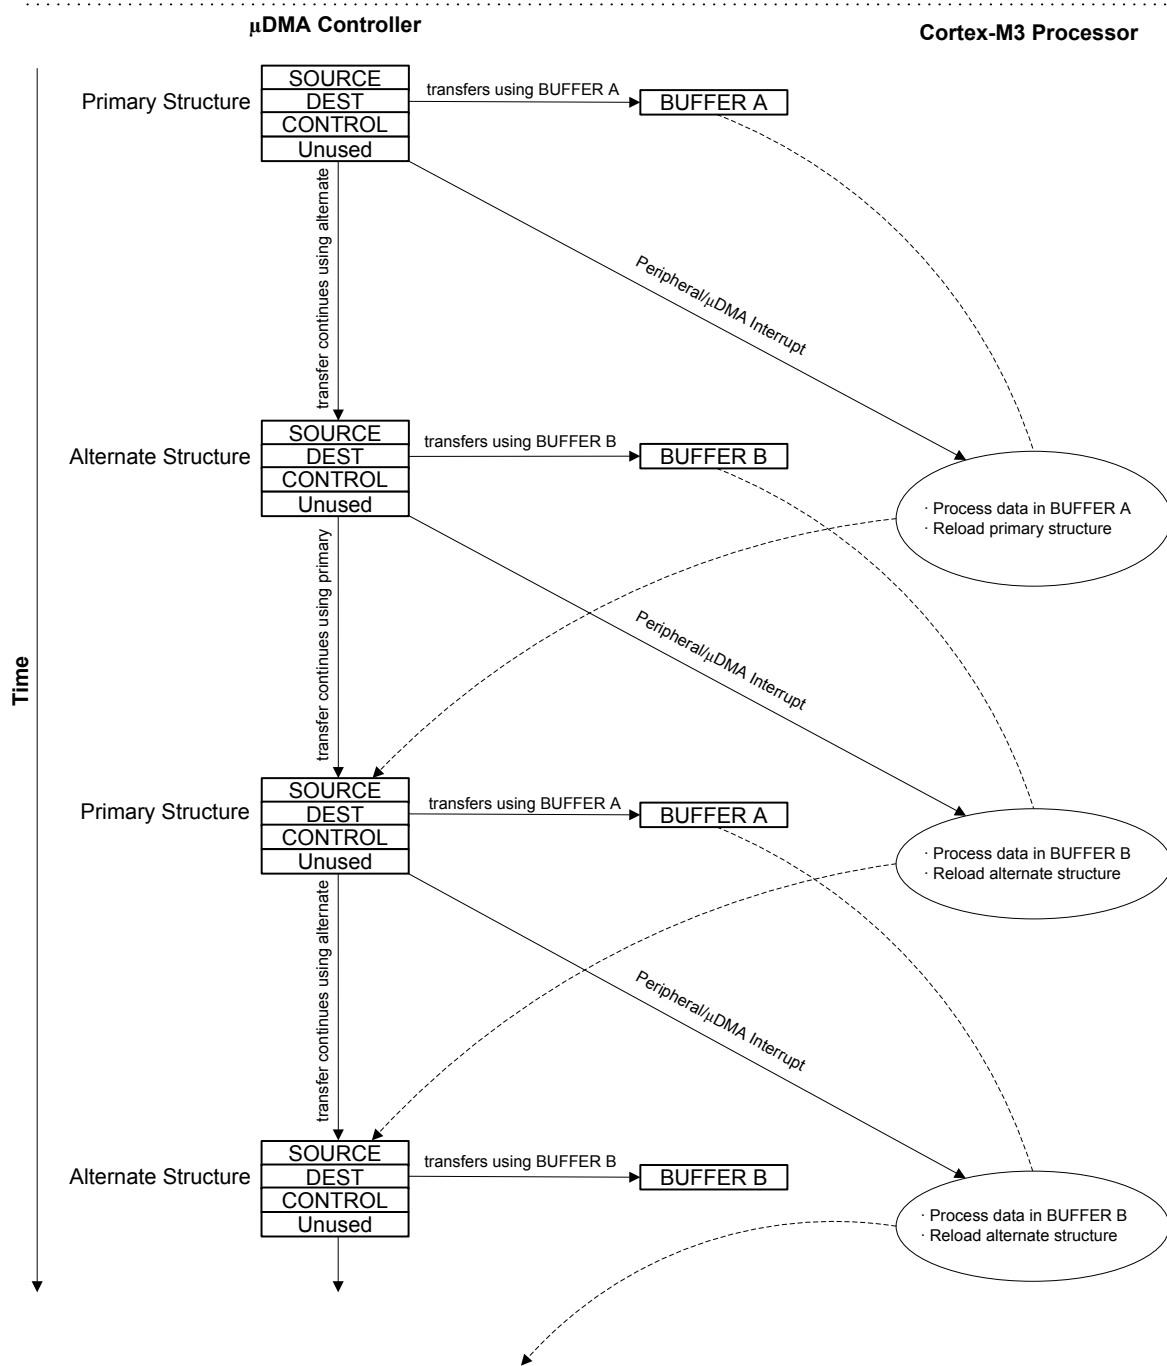 μDMA Controller
Cortex-M3 Processor
SOURCE
Primary Structure
DEST
transfers using BUFFER A
BUFFER A
CONTROL
Unused
transfer continues using alternate
Peripheral/μDMA Interrupt
SOURCE
Alternate Structure
DEST
transfers using BUFFER B
BUFFER B
CONTROL
Unused
· Process data in BUFFER A
· Reload primary structure
transfer continues using primary
Peripheral/μDMA Interrupt
Time
SOURCE
Primary Structure
DEST
transfers using BUFFER A
BUFFER A
CONTROL
Unused
· Process data in BUFFER B
· Reload alternate structure
transfer continues using alternate
Peripheral/μDMA Interrupt
SOURCE
Alternate Structure
DEST
transfers using BUFFER B
BUFFER B
CONTROL
Unused
· Process data in BUFFER B
· Reload alternate structure